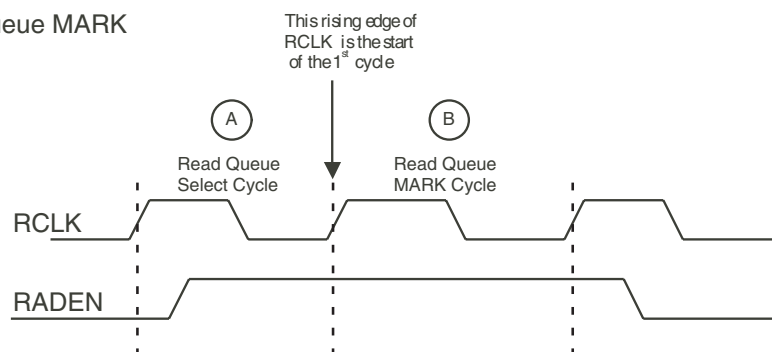 ueue MARK
This rising edge of
RCLK is the start
of the 1st cycle
A
B
Read Queue
Select Cycle
Read Queue
MARK Cycle
RCLK
RADEN